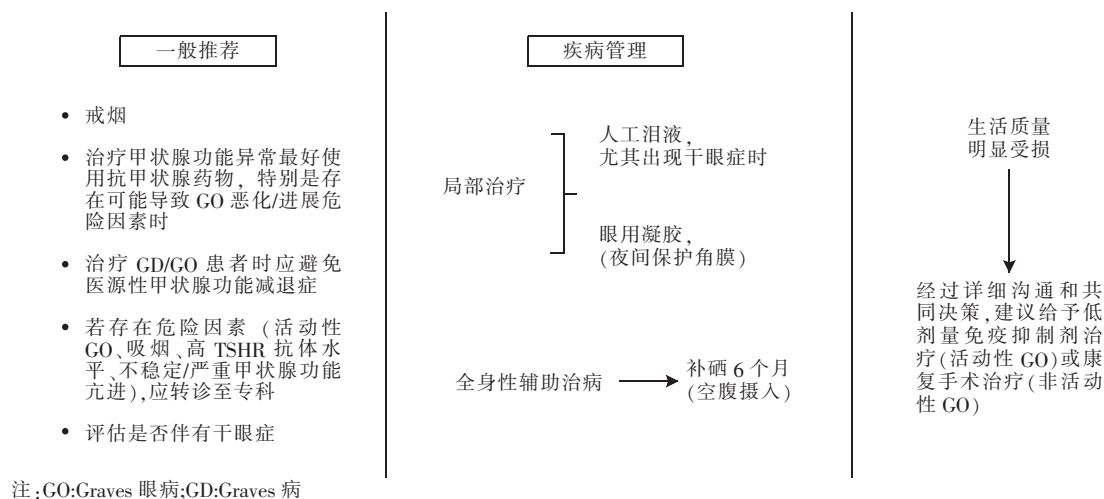 一般推荐
• 戒烟
• 治疗甲状腺功能异常最好使
用抗甲状腺药物，特别是存
在可能导致 GO 恶化/进展危
险因素时
• 治疗 GD/GO 患者时应避免
医源性甲状腺功能减退症
• 若存在危险因素（活动性
GO、吸烟、高 TSHR 抗体水
平、不稳定/严重甲状腺功能
亢进),应转诊至专科
• 评估是否伴有干眼症
疾病管理
局部治疗
人工泪液，
尤其出现干眼症时
眼用凝胶，
(夜间保护角膜)
全身性辅助治病
补硒 6 个月
(空腹摄入)
生活质量
明显受损
经过详细沟通和共
同决策，建议给予低
剂量免疫抑制剂治
疗(活动性 GO)或康
复手术治疗(非活动
性 GO)
注:GO:Graves 眼病;GD:Graves 病